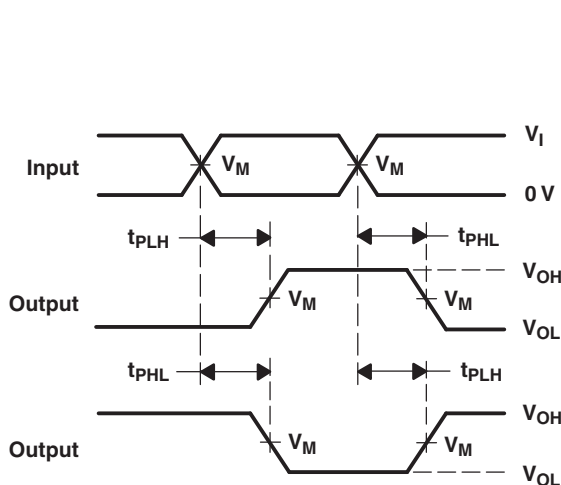 V_I
Input V_M V_M
0 V
t_PLH t_PHL
V_OH
Output V_M V_M
V_OL
t_PHL t_PLH
V_OH
Output V_M V_M
V_OL